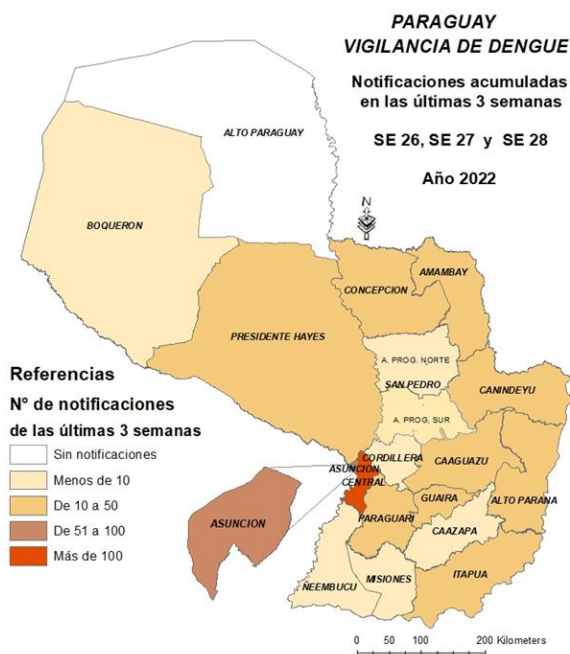 PARAGUAY
VIGILANCIA DE DENGUE
Notificaciones acumuladas
en las últimas 3 semanas
SE 26, SE 27 y SE 28
Año 2022
N
ALTO PARAGUAY
BOQUERON
CONCEPCION
AMAMBAY
PRESIDENTE HAYES
A. PROG. NORTE
SAN PEDRO
CANINDEYU
A. PROG. SUR
CORDILLERA
CAAGUAZU
ASUNCION
CENTRAL
GUAIRA
ALTO PARANA
PARAGUARI
CAAZAPA
ASUNCION
ÑEEMBUCU
MISIONES
ITAPUA
Referencias
N° de notificaciones
de las últimas 3 semanas
Sin notificaciones
Menos de 10
De 10 a 50
De 51 a 100
Más de 100
0 50 100 200 Kilometers